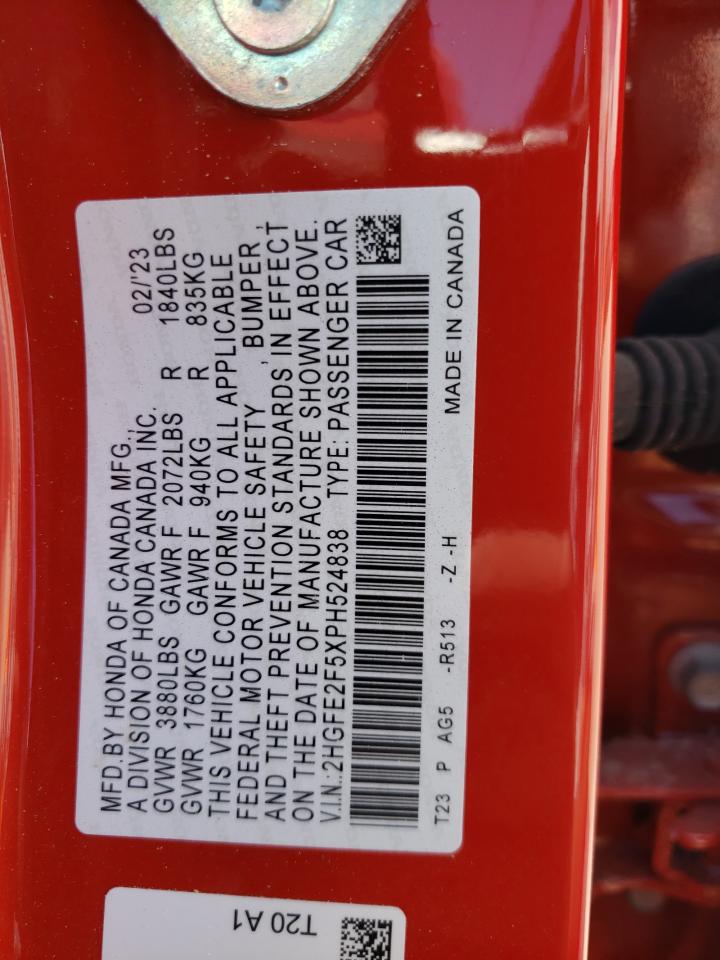 MFD.BY HONDA OF CANADA MFG., 02/'23
A DIVISION OF HONDA CANADA INC.
GVWR 3880LBS GAWR F 2072LBS R 1840LBS
GVWR 1760KG GAWR F 940KG R 835KG
THIS VEHICLE CONFORMS TO ALL APPLICABLE
FEDERAL MOTOR VEHICLE SAFETY , BUMPER ,
AND THEFT PREVENTION STANDARDS IN EFFECT
ON THE DATE OF MANUFACTURE SHOWN ABOVE.
V.I.N.:2HGFE2F5XPH524838 TYPE: PASSENGER CAR
T23 P AG5 -R513 -Z -H MADE IN CANADA
T20 A1